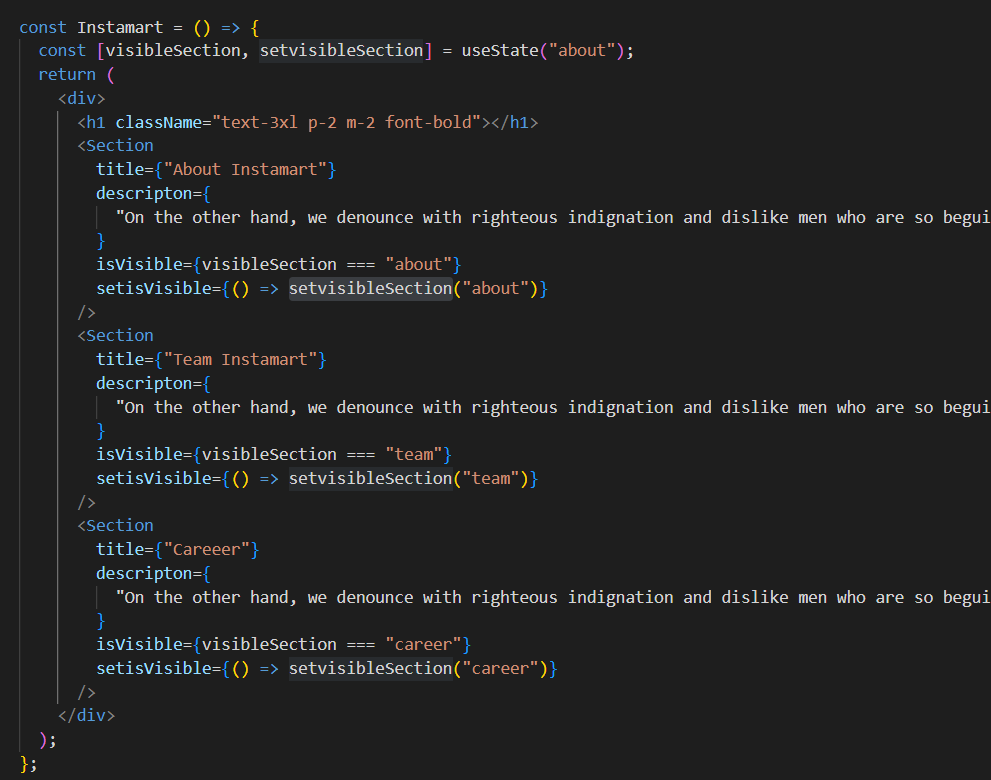 const Instamart = () => {
const [visibleSection, setvisibleSection] = useState("about");
return (
<div>
<h1 className="text-3xl p-2 m-2 font-bold"></h1>
<Section
title={"About Instamart"}
descripton={
"On the other hand, we denounce with righteous indignation and dislike men who are so begui
}
isVisible={visibleSection === "about"}
setisVisible={() => setvisibleSection("about")}
/>
<Section
title={"Team Instamart"}
descripton={
"On the other hand, we denounce with righteous indignation and dislike men who are so begui
}
isVisible={visibleSection === "team"}
setisVisible={() => setvisibleSection("team")}
/>
<Section
title={"Careeer"}
descripton={
"On the other hand, we denounce with righteous indignation and dislike men who are so begui
}
isVisible={visibleSection === "career"}
setisVisible={() => setvisibleSection("career")}
/>
</div>
);
};